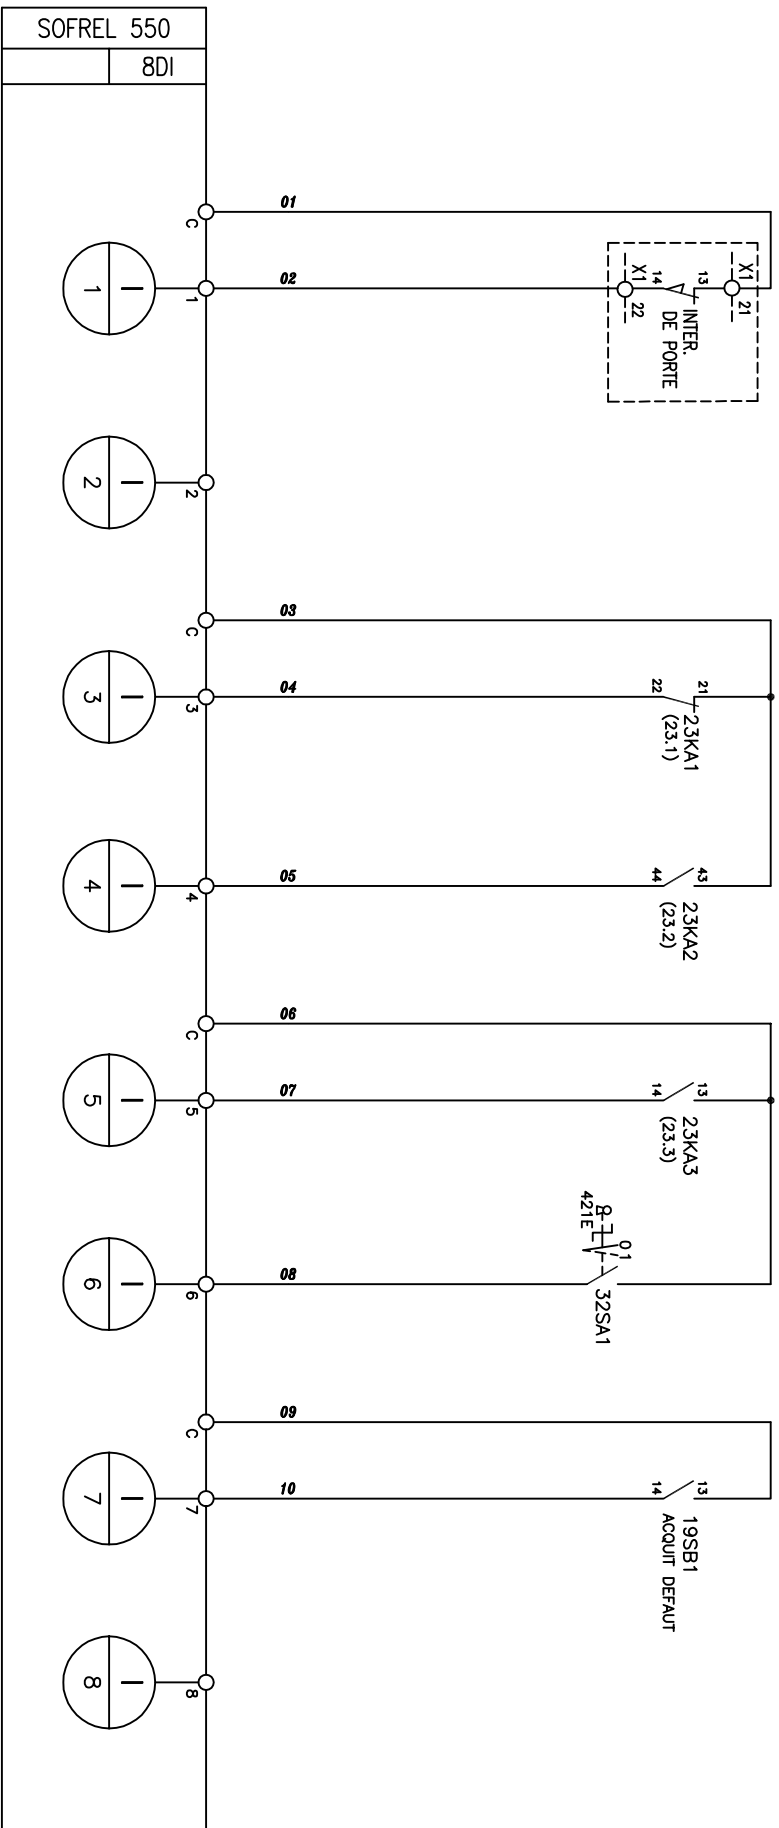 SOFREL 550
8DI
C
01
1
I
1
02
X1
22
14
13
X1
21
INTER.
DE PORTE
2
I
2
C
03
3
I
3
04
22
21
23KA1
(23.1)
4
I
4
05
44
43
23KA2
(23.2)
C
06
5
I
5
07
14
13
23KA3
(23.3)
421E
0 1
6
I
6
08
32SA1
C
09
7
I
7
10
14
13
19SB1
ACQUIT DEFAUT
8
I
8